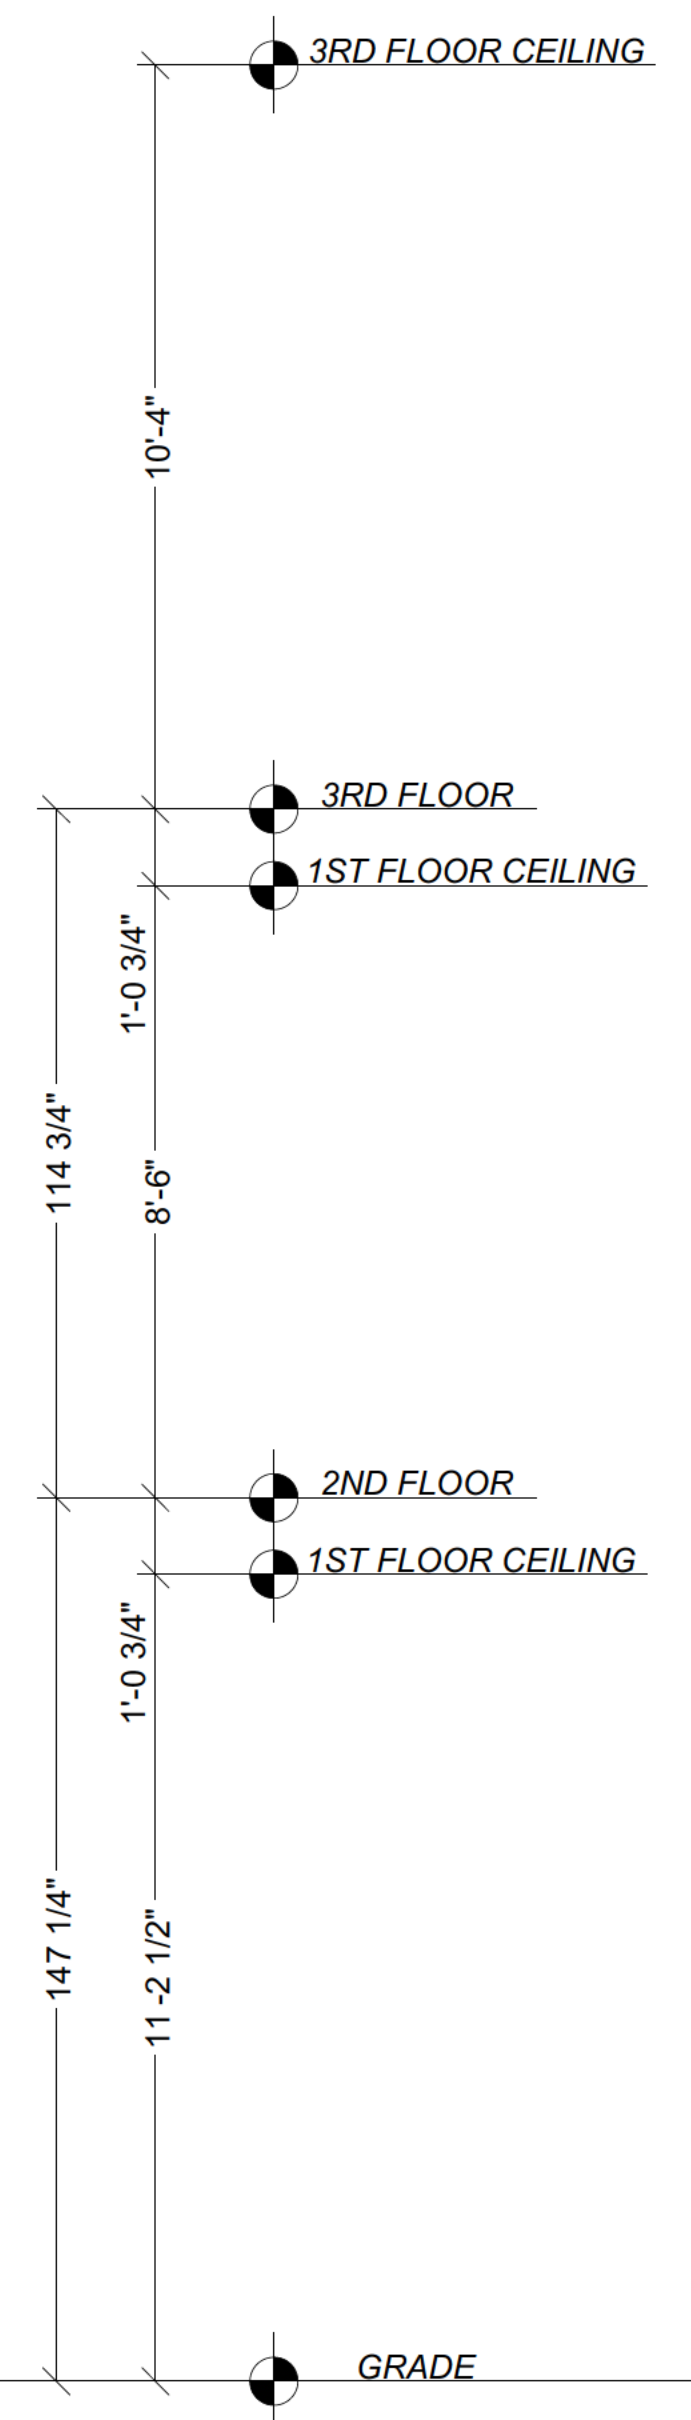 3RD FLOOR CEILING
10'-4"
3RD FLOOR
1ST FLOOR CEILING
1'-0 3/4"
114 3/4"
8'-6"
2ND FLOOR
1ST FLOOR CEILING
1'-0 3/4"
147 1/4"
11 -2 1/2"
GRADE